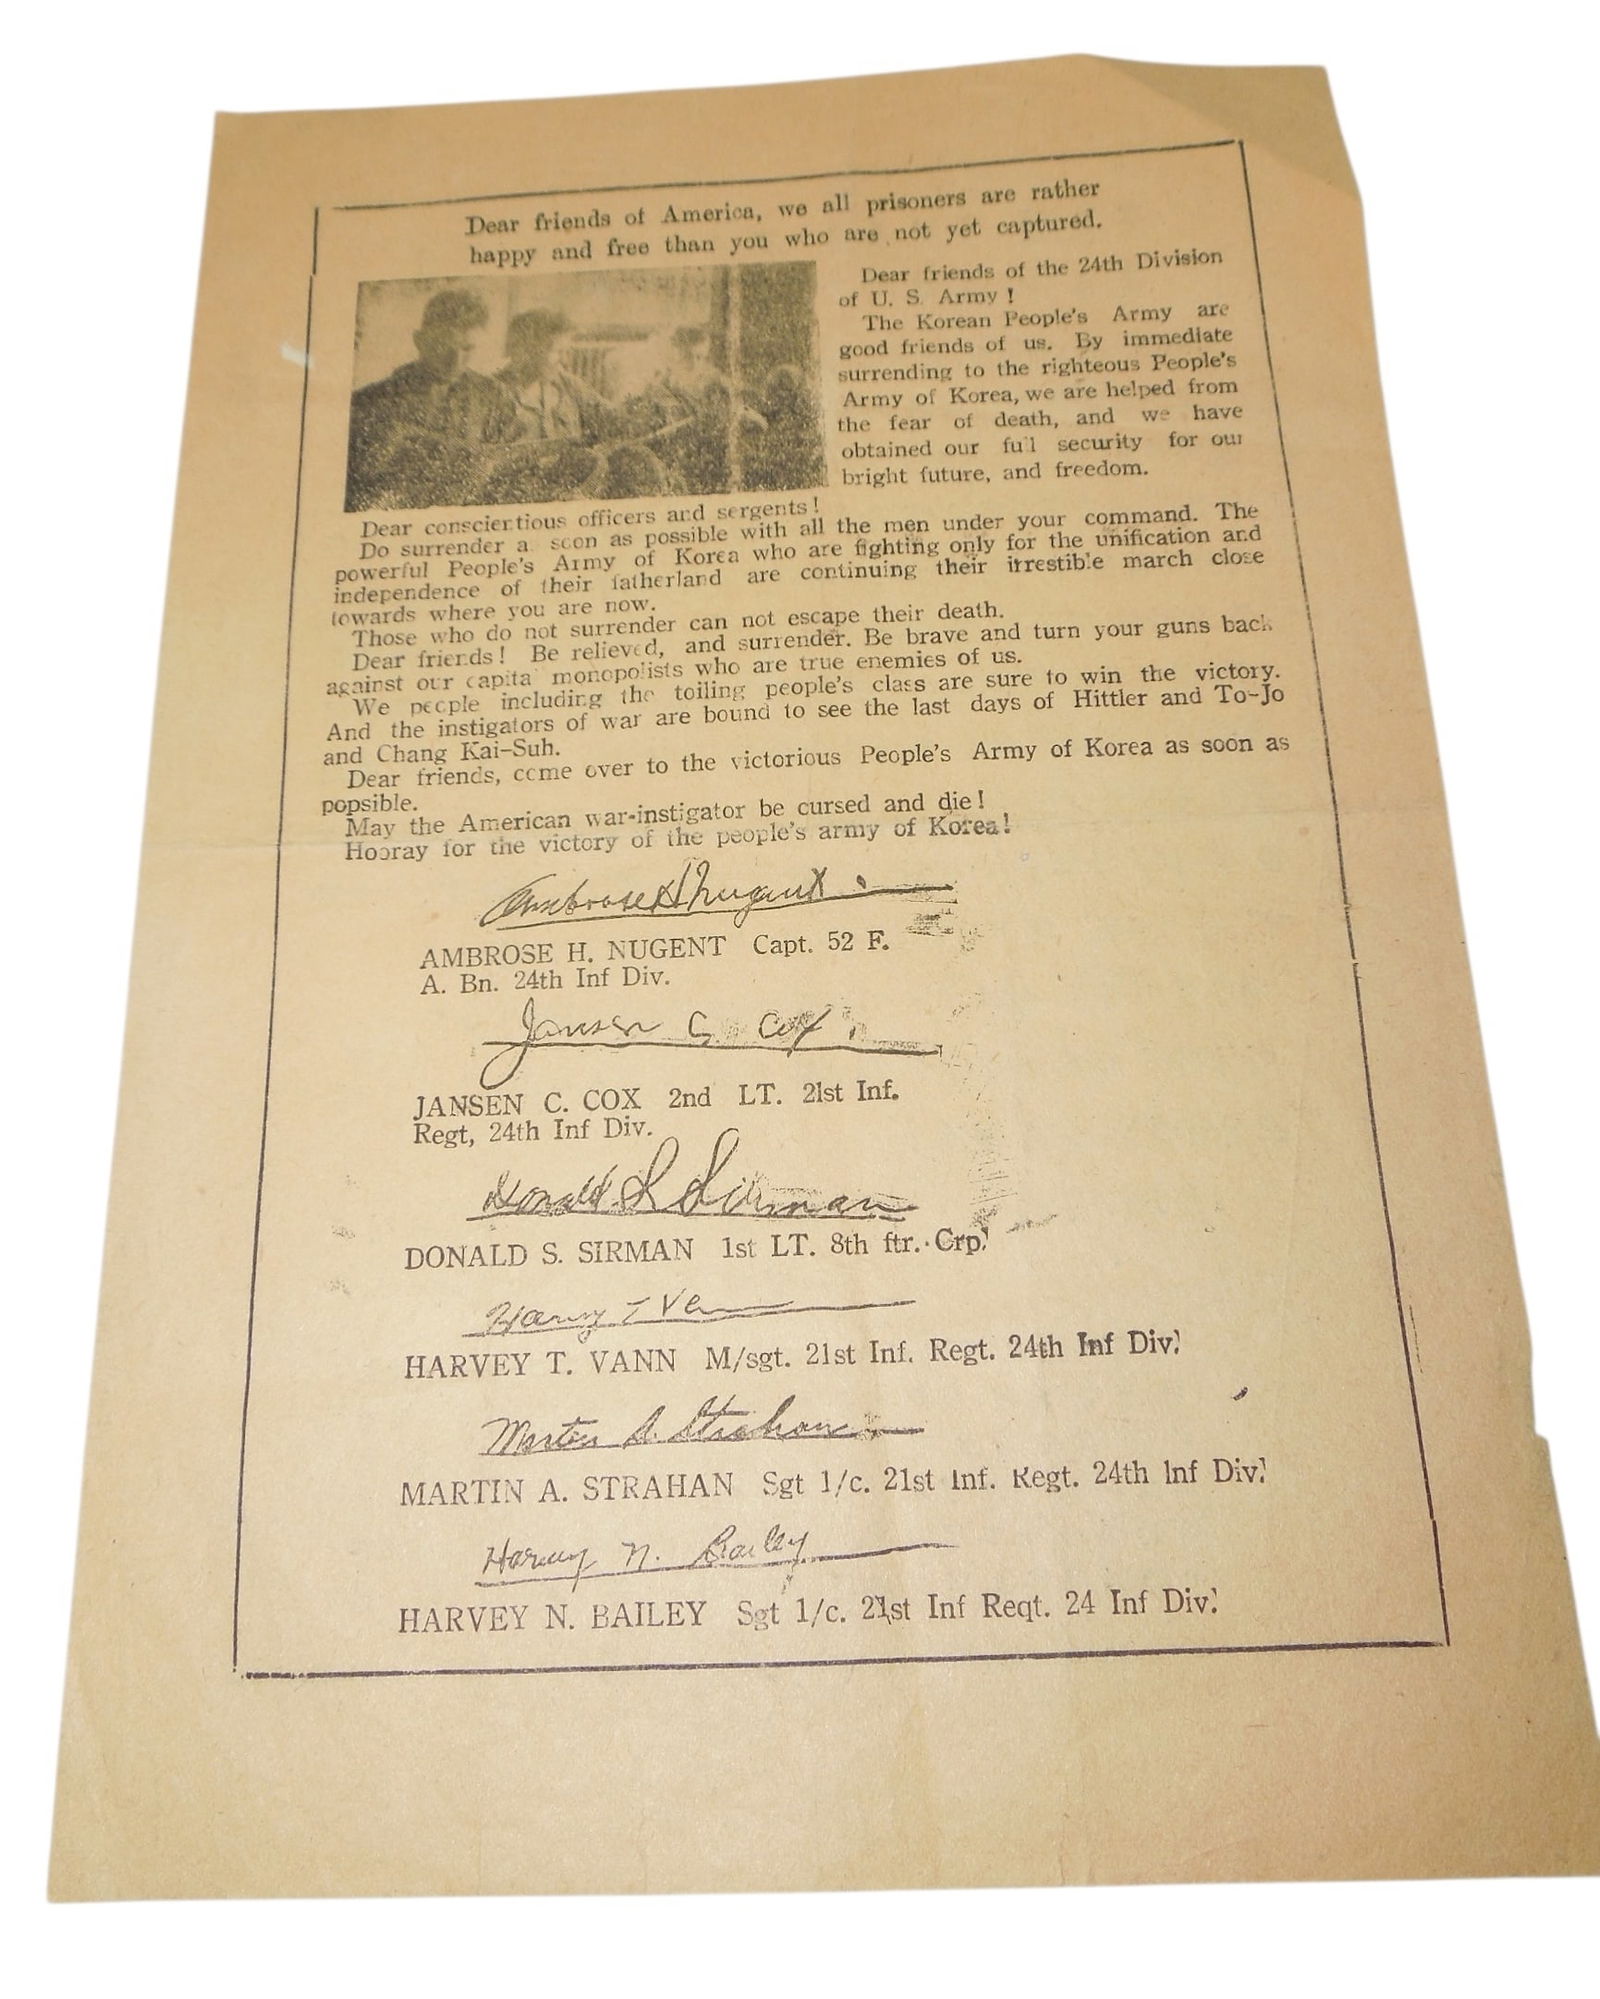 Dear friends of America, we all prisoners are rather
happy and free than you who are not yet captured.
Dear friends of the 24th Division
of U. S. Army !
The Korean People's Army are
good friends of us. By immediate
surrending to the righteous People's
Army of Korea, we are helped from
the fear of death, and we have
obtained our full security for our
bright future, and freedom.
Dear conscientious officers and sergents !
Do surrender a soon as possible with all the men under your command. The
powerful People's Army of Korea who are fighting only for the unification and
independence of their fatherland are continuing their irrestible march close
towards where you are now.
Those who do not surrender can not escape their death.
Dear friends ! Be relieved, and surrender. Be brave and turn your guns back
against our capita monopolists who are true enemies of us.
We people including the toiling people's class are sure to win the victory.
And the instigators of war are bound to see the last days of Hittler and To-Jo
and Chang Kai-Suh.
Dear friends, come over to the victorious People's Army of Korea as soon as
popsible.
May the American war-instigator be cursed and die !
Hooray for the victory of the people's army of Korea !
Ambrose H Nugent
AMBROSE H. NUGENT Capt. 52 F.
A. Bn. 24th Inf Div.
Jansen C. Cox
JANSEN C. COX 2nd LT. 21st Inf.
Regt, 24th Inf Div.
Donald S Sirman
DONALD S. SIRMAN 1st LT. 8th ftr. Crp.
Harvey T Vann
HARVEY T. VANN M/sgt. 21st Inf. Regt. 24th Inf Div.
Martin A. Strahan
MARTIN A. STRAHAN Sgt 1/c. 21st Inf. Regt. 24th Inf Div.
Harvey N. Bailey
HARVEY N. BAILEY Sgt 1/c. 21st Inf Reqt. 24 Inf Div.